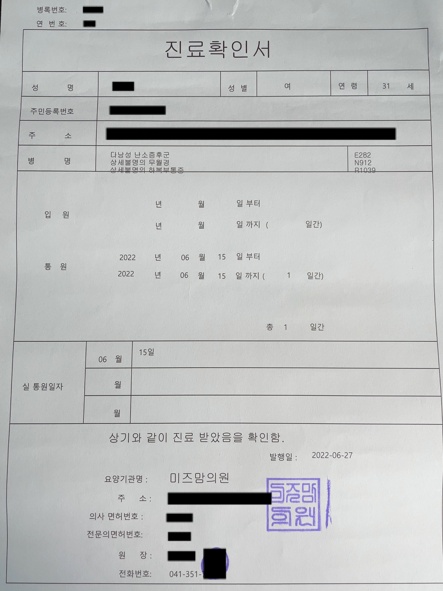 병록번호:
연 번 호:
진료확인서
성 명 성 별 여 연 령 31 세
주민등록번호
주 소
병 명 다낭성 난소증후군 E282
상세불명의 무월경 N912
상세불명의 하복부통증 R1039
입 원 년 월 일 부터
년 월 일 까지 ( 일간)
통 원 2022 년 06 월 15 일 부터
2022 년 06 월 15 일 까지 ( 1 일간)
총 1 일간
실 통원일자 06 월 15일
월
월
상기와 같이 진료 받았음을 확인함.
발행일 : 2022-06-27
요양기관명 : 미즈맘의원
주 소 :
의사 면허번호 :
전문의면허번호:
원 장 :
전화번호: 041-351-
미즈맘
의원